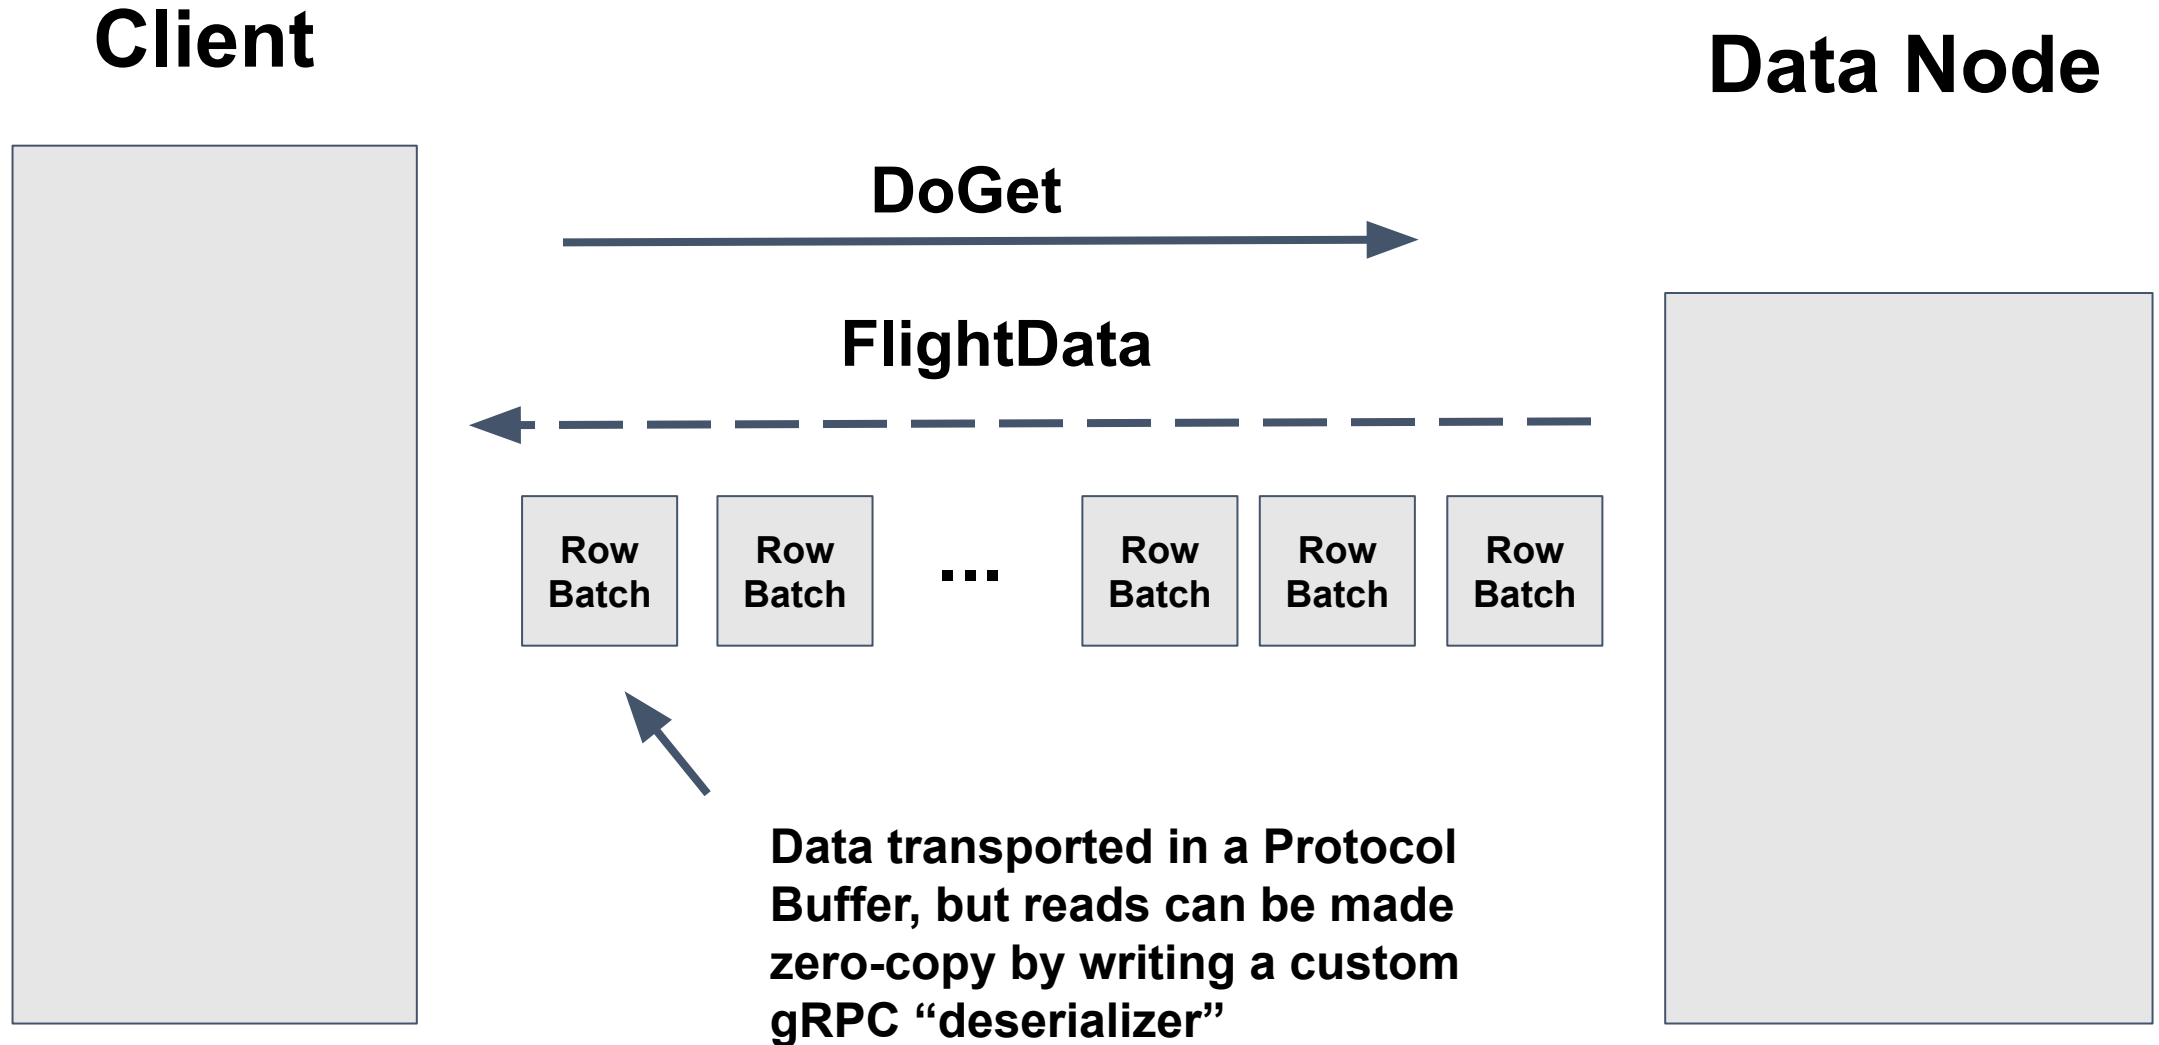 Client
Data Node
DoGet
FlightData
Row
Batch
Row
Batch
...
Row
Batch
Row
Batch
Row
Batch
Data transported in a Protocol
Buffer, but reads can be made
zero-copy by writing a custom
gRPC “deserializer”